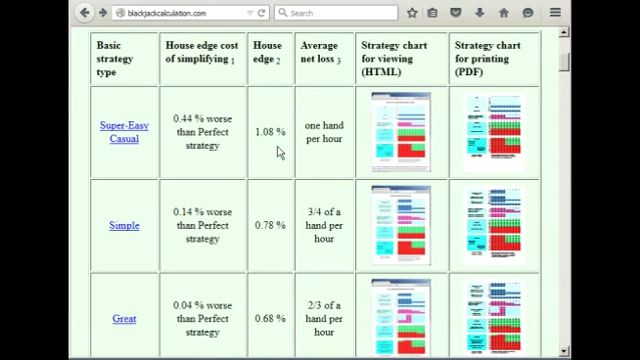 blackjackcalculation.com
Search
Basic strategy type
House edge cost of simplifying 1
House edge 2
Average net loss 3
Strategy chart for viewing (HTML)
Strategy chart for printing (PDF)
Super-Easy Casual
0.44 % worse than Perfect strategy
1.08 %
one hand per hour
Simple
0.14 % worse than Perfect strategy
0.78 %
3/4 of a hand per hour
Great
0.04 % worse than Perfect strategy
0.68 %
2/3 of a hand per hour